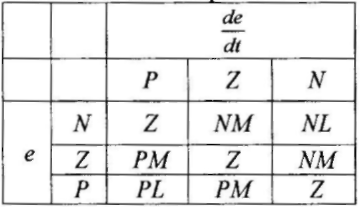 de
dt
P Z N
N Z NM NL
e Z PM Z NM
P PL PM Z